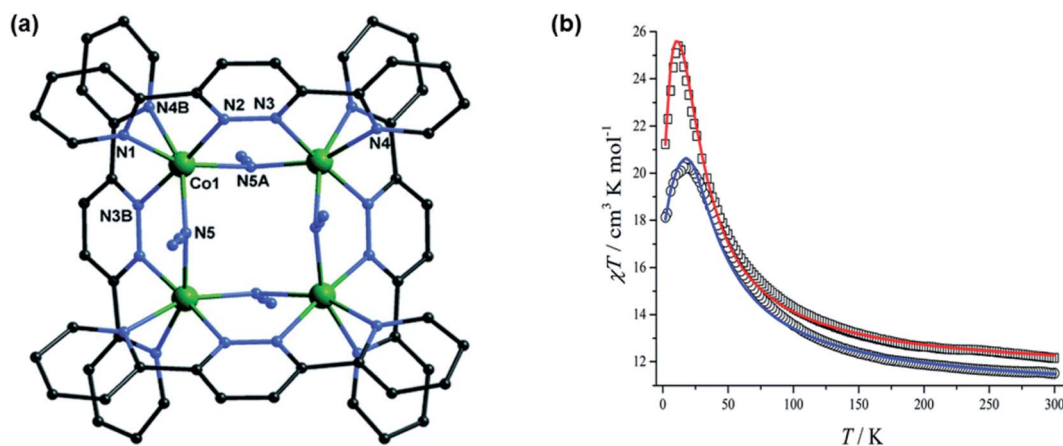 (a)
N4B
N2
N3
N1
N4
Co1
N5A
N3B
N5
(b)
χT / cm³ K mol⁻¹
26
24
22
20
18
16
14
12
0 50 100 150 200 250 300
T / K